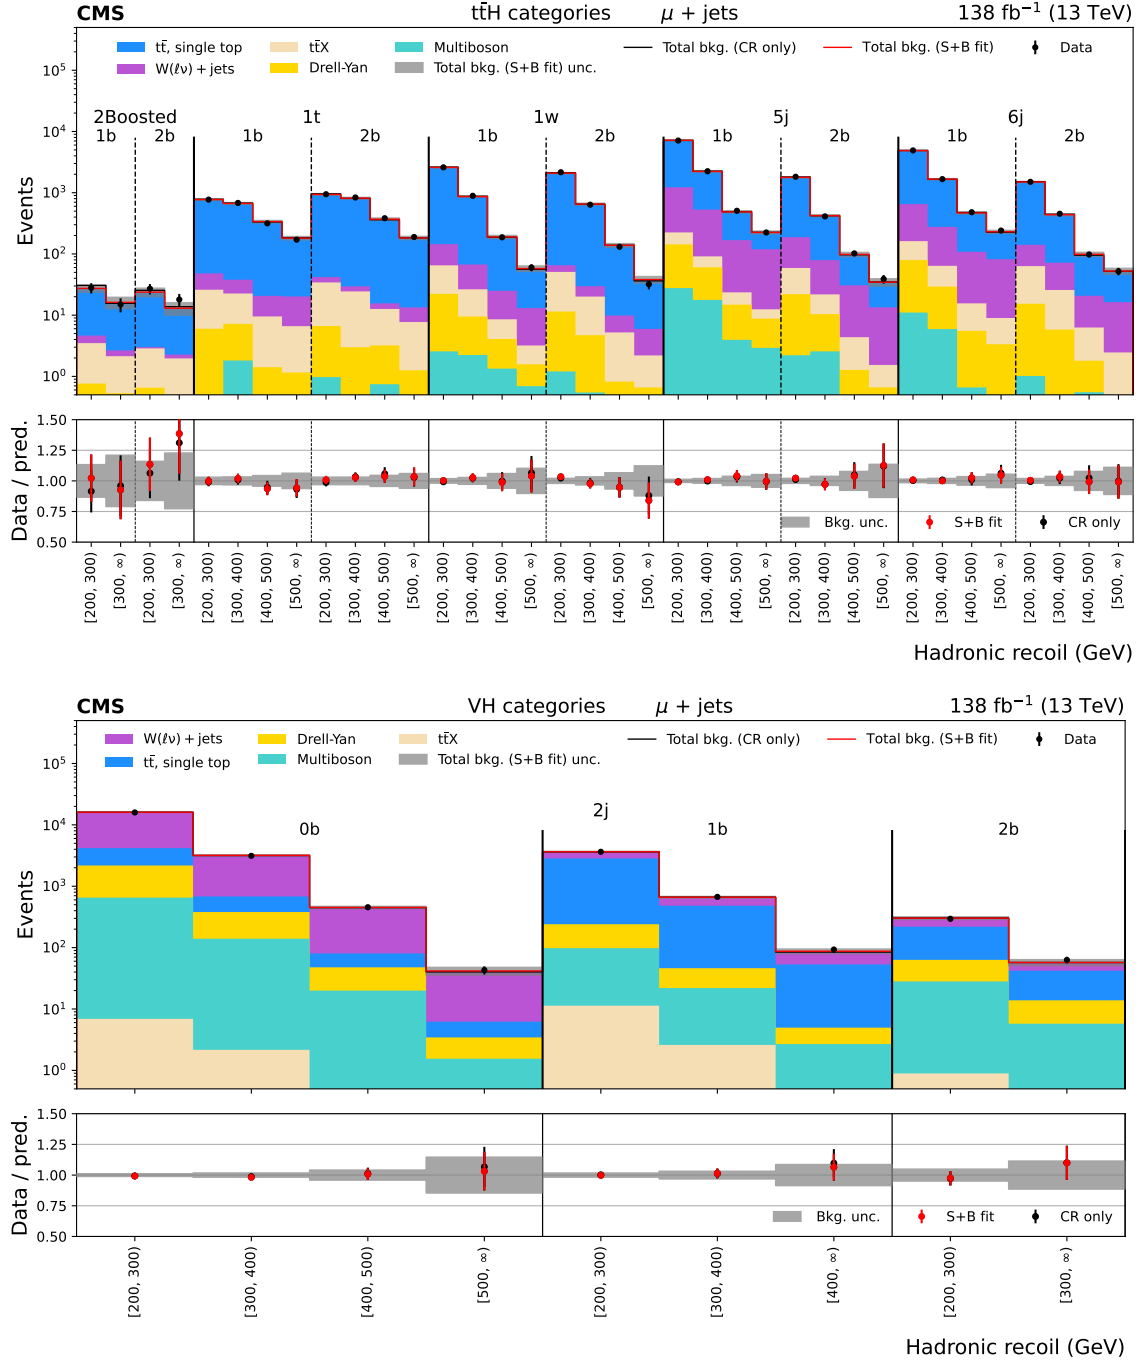 CMS tt̄H categories μ + jets 138 fb⁻¹ (13 TeV)
tt̄, single top tt̄X Multiboson Total bkg. (CR only) Total bkg. (S+B fit) Data
W(ℓν) + jets Drell-Yan Total bkg. (S+B fit) unc.
10⁵
2Boosted 1t 1w 5j 6j
1b 2b 1b 2b 1b 2b 1b 2b 1b 2b
10⁴
10³
10²
10¹
10⁰
Events
1.50
1.25
1.00
0.75
0.50
Data / pred.
Bkg. unc. S+B fit CR only
[200, 300) [300, ∞) [200, 300) [300, ∞) [200, 300) [300, 400) [400, 500) [500, ∞) [200, 300) [300, 400) [400, 500) [500, ∞) [200, 300) [300, 400) [400, 500) [500, ∞) [200, 300) [300, 400) [400, 500) [500, ∞) [200, 300) [300, 400) [400, 500) [500, ∞) [200, 300) [300, 400) [400, 500) [500, ∞) [200, 300) [300, 400) [400, 500) [500, ∞) [200, 300) [300, 400) [400, 500) [500, ∞)
Hadronic recoil (GeV)
CMS VH categories μ + jets 138 fb⁻¹ (13 TeV)
W(ℓν) + jets Drell-Yan tt̄X Total bkg. (CR only) Total bkg. (S+B fit) Data
tt̄, single top Multiboson Total bkg. (S+B fit) unc.
10⁵
2j
0b 1b 2b
10⁴
10³
10²
10¹
10⁰
Events
1.50
1.25
1.00
0.75
0.50
Data / pred.
Bkg. unc. S+B fit CR only
[200, 300) [300, 400) [400, 500) [500, ∞) [200, 300) [300, 400) [400, ∞) [200, 300) [300, ∞)
Hadronic recoil (GeV)